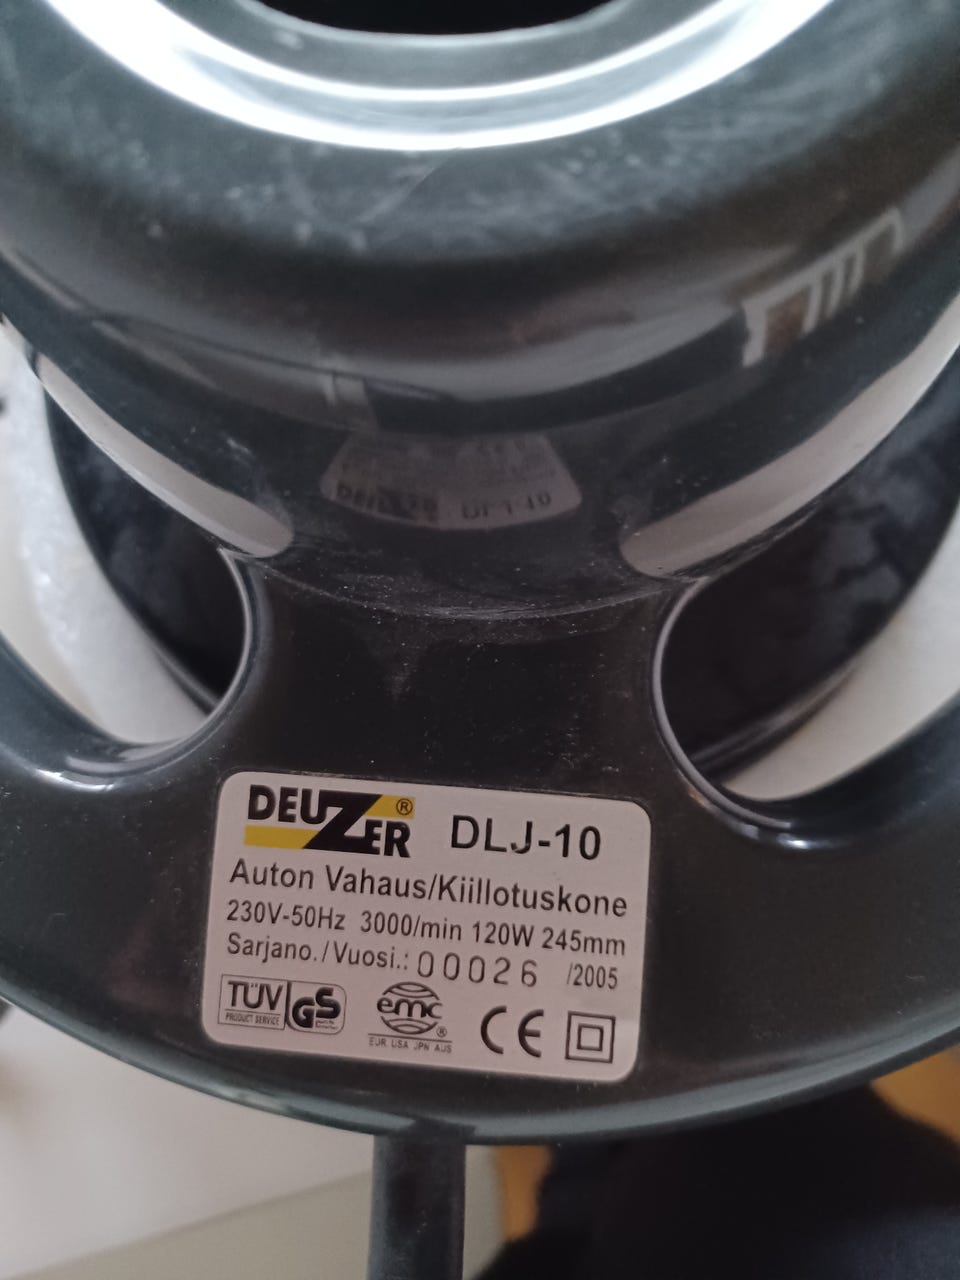 DEUZER® DLJ-10
Auton Vahaus/Kiillotuskone
230V-50Hz 3000/min 120W 245mm
Sarjano./Vuosi.: 00026 /2005
TÜV GS emc ® CE
PRODUCT SERVICE
EUR USA JPN AUS